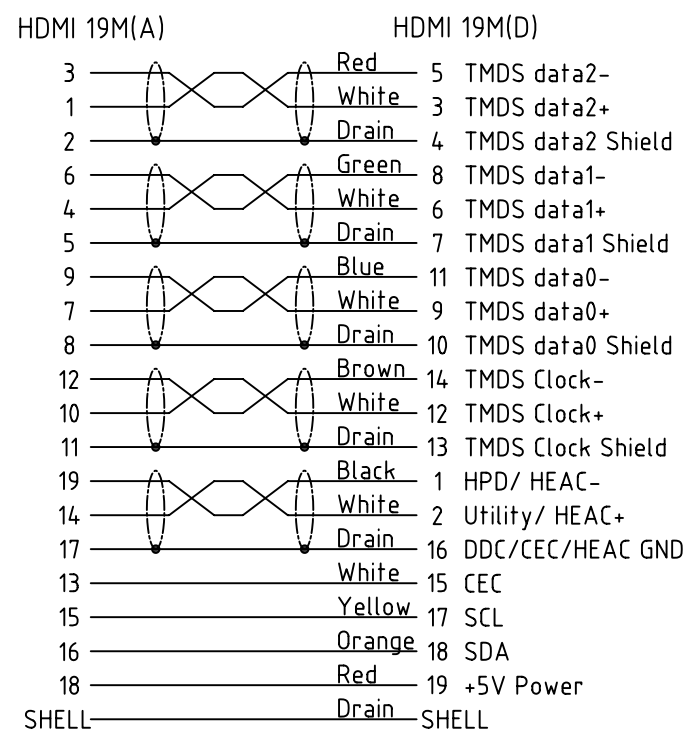 HDMI 19M(A) HDMI 19M(D)
3 Red 5 TMDS data2-
1 White 3 TMDS data2+
2 Drain 4 TMDS data2 Shield
6 Green 8 TMDS data1-
4 White 6 TMDS data1+
5 Drain 7 TMDS data1 Shield
9 Blue 11 TMDS data0-
7 White 9 TMDS data0+
8 Drain 10 TMDS data0 Shield
12 Brown 14 TMDS Clock-
10 White 12 TMDS Clock+
11 Drain 13 TMDS Clock Shield
19 Black 1 HPD/ HEAC-
14 White 2 Utility/ HEAC+
17 Drain 16 DDC/CEC/HEAC GND
13 White 15 CEC
15 Yellow 17 SCL
16 Orange 18 SDA
18 Red 19 +5V Power
SHELL Drain SHELL